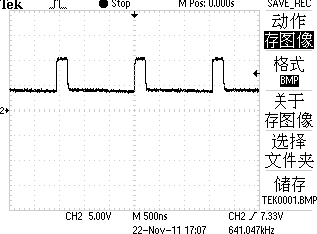 Tek Stop M Pos: 0.000s SAVE_REC
动作
存图像
格式
BMP
关于
存图像
选择
文件夹
储存
TEK0001.BMP
2
CH2 5.00V M 500ns CH2 / 7.33V
22-Nov-11 17:07 641.047kHz